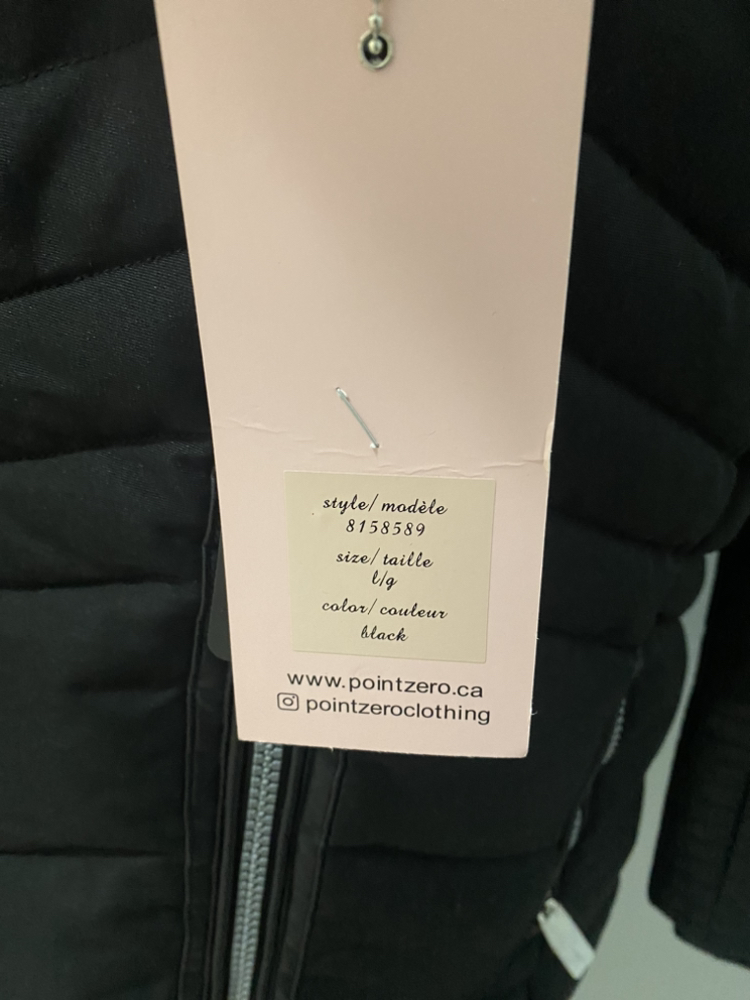 style/ modèle
8158589
size/ taille
l/g
color/ couleur
black
www.pointzero.ca
pointzeroclothing